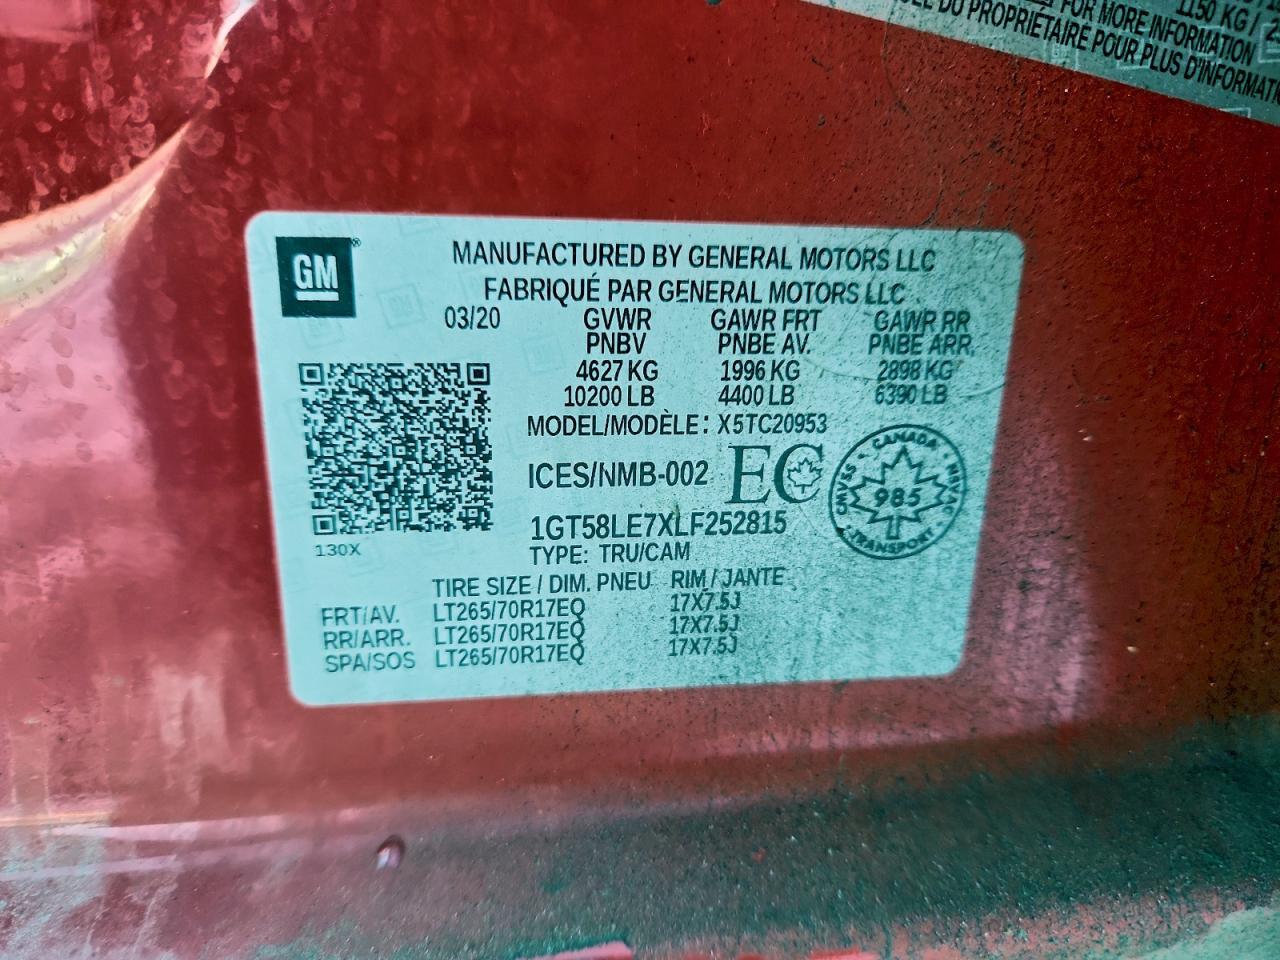 1150 KG /
FOR MORE INFORMATION
DU PROPRIÉTAIRE POUR PLUS D'INFORMATI
GM®
MANUFACTURED BY GENERAL MOTORS LLC
FABRIQUÉ PAR GENERAL MOTORS LLC
03/20 GVWR GAWR FRT GAWR RR
PNBV PNBE AV. PNBE ARR.
4627 KG 1996 KG 2898 KG
10200 LB 4400 LB 6390 LB
MODEL/MODÈLE: X5TC20953
ICES/NMB-002 EC
CANADA
CMVSS 985 NSVAC
TRANSPORT
130X
1GT58LE7XLF252815
TYPE: TRU/CAM
TIRE SIZE / DIM. PNEU RIM / JANTE
FRT/AV. LT265/70R17EQ 17X7.5J
RR/ARR. LT265/70R17EQ 17X7.5J
SPA/SOS LT265/70R17EQ 17X7.5J